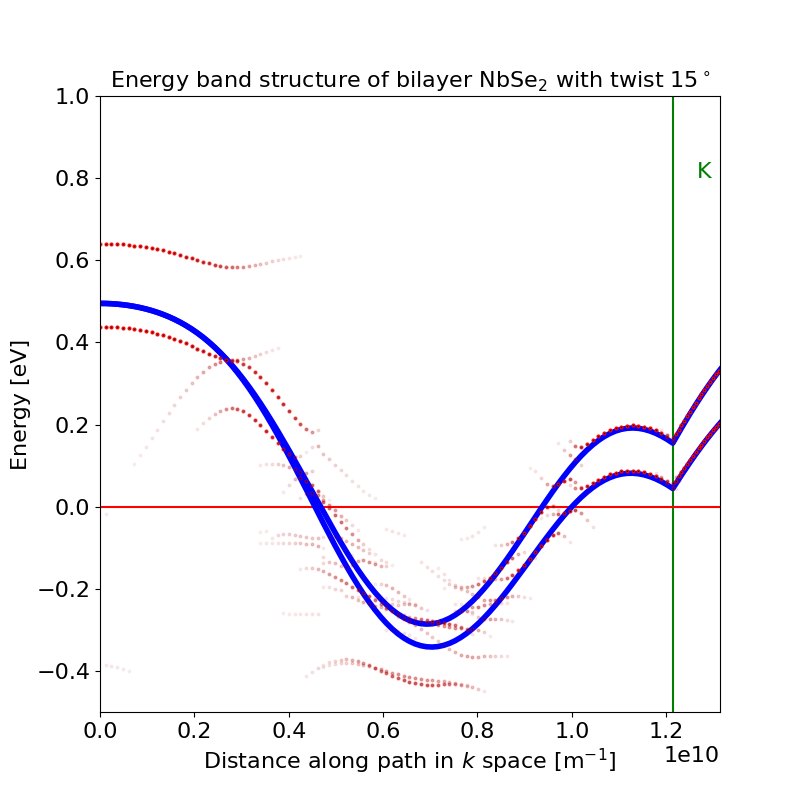 Energy band structure of bilayer NbSe₂ with twist 15°
1.0
0.8
K
0.6
0.4
0.2
0.0
−0.2
−0.4
Energy [eV]
0.0 0.2 0.4 0.6 0.8 1.0 1.2
1e10
Distance along path in k space [m⁻¹]